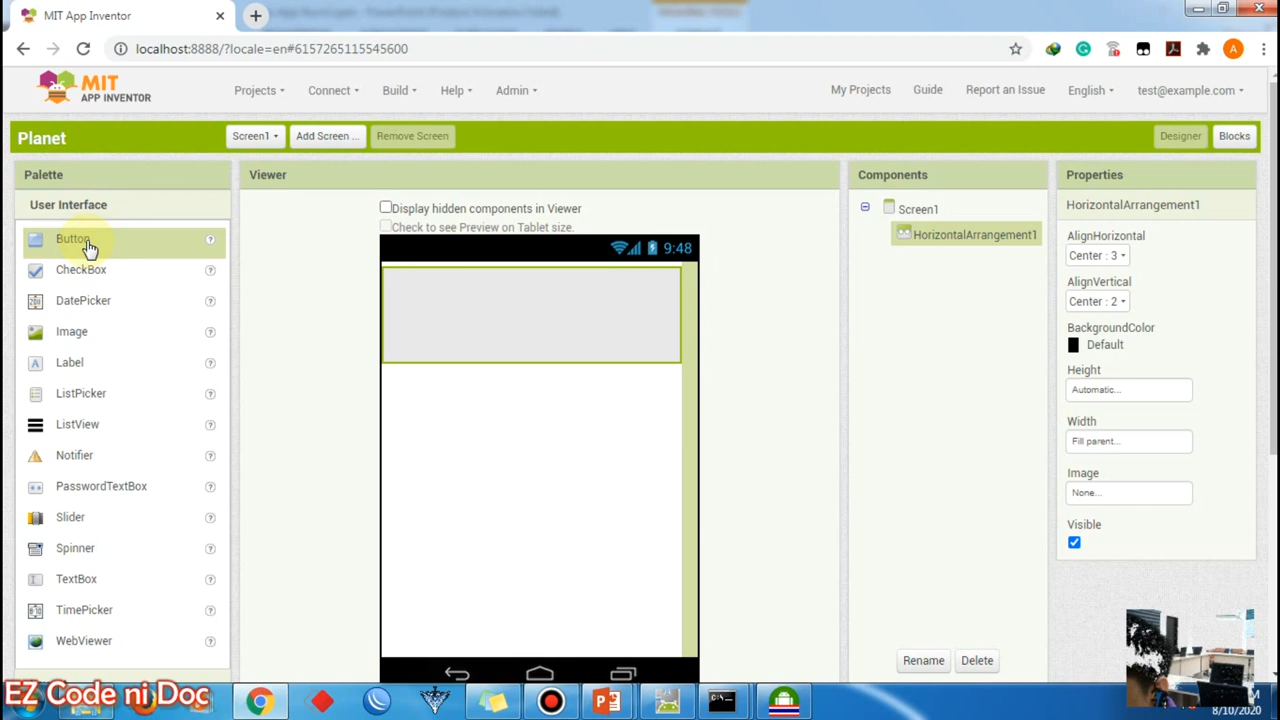 MIT App Inventor
localhost:8888/?locale=en#6157265115545600
A
MIT
APP INVENTOR
Projects
Connect
Build
Help
Admin
My Projects
Guide
Report an Issue
English
test@example.com
Planet
Screen1
Add Screen ...
Remove Screen
Designer
Blocks
Palette
Viewer
Components
Properties
User Interface
Button
CheckBox
DatePicker
Image
Label
ListPicker
ListView
Notifier
PasswordTextBox
Slider
Spinner
TextBox
TimePicker
WebViewer
Display hidden components in Viewer
Check to see Preview on Tablet size.
9:48
Screen1
HorizontalArrangement1
Rename
Delete
HorizontalArrangement1
AlignHorizontal
Center : 3
AlignVertical
Center : 2
BackgroundColor
Default
Height
Automatic...
Width
Fill parent...
Image
None...
Visible
EZ Code ni Doc
8/10/2020